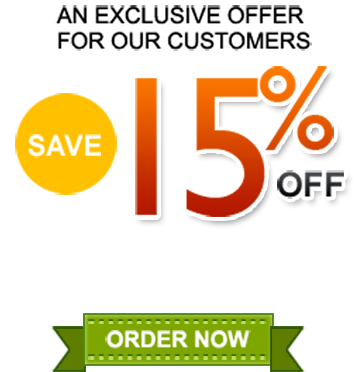 AN EXCLUSIVE OFFER
FOR OUR CUSTOMERS
SAVE
15%
OFF
ORDER NOW